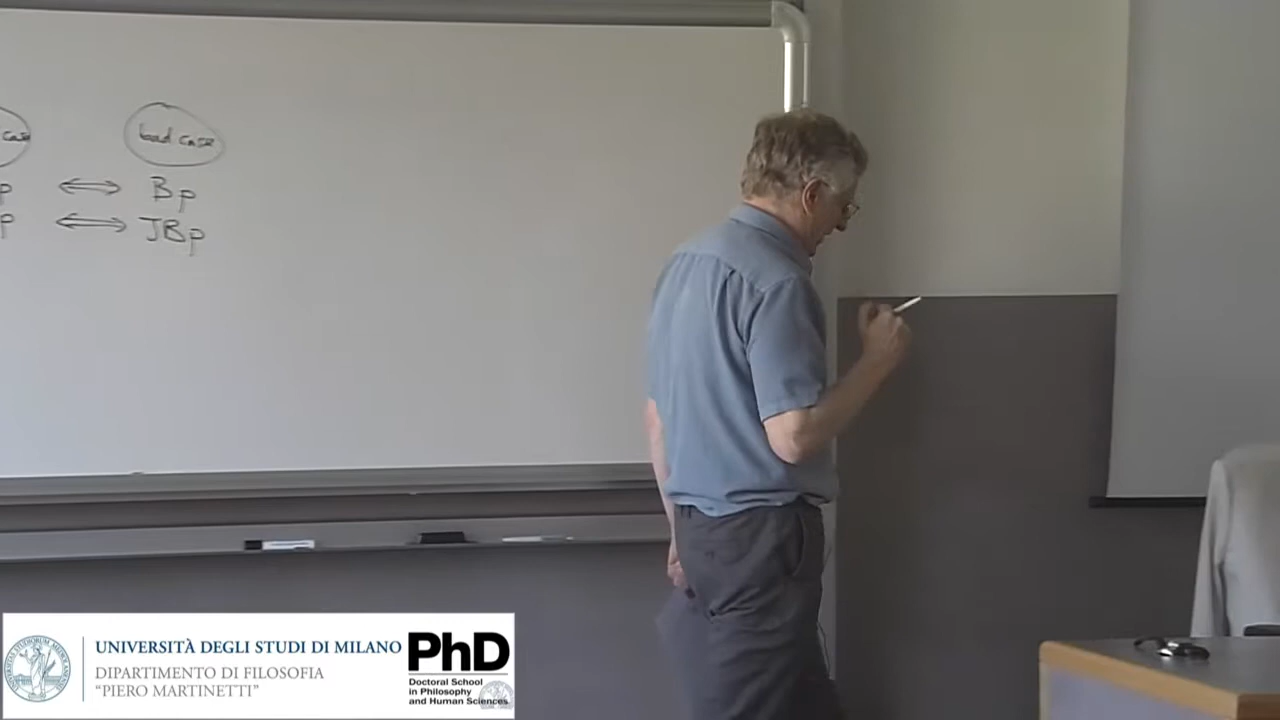 case bad case
p ⟺ Bp
p ⟺ JBp
UNIVERSITÀ DEGLI STUDI DI MILANO
DIPARTIMENTO DI FILOSOFIA
"PIERO MARTINETTI"
PhD
Doctoral School
in Philosophy
and Human Sciences